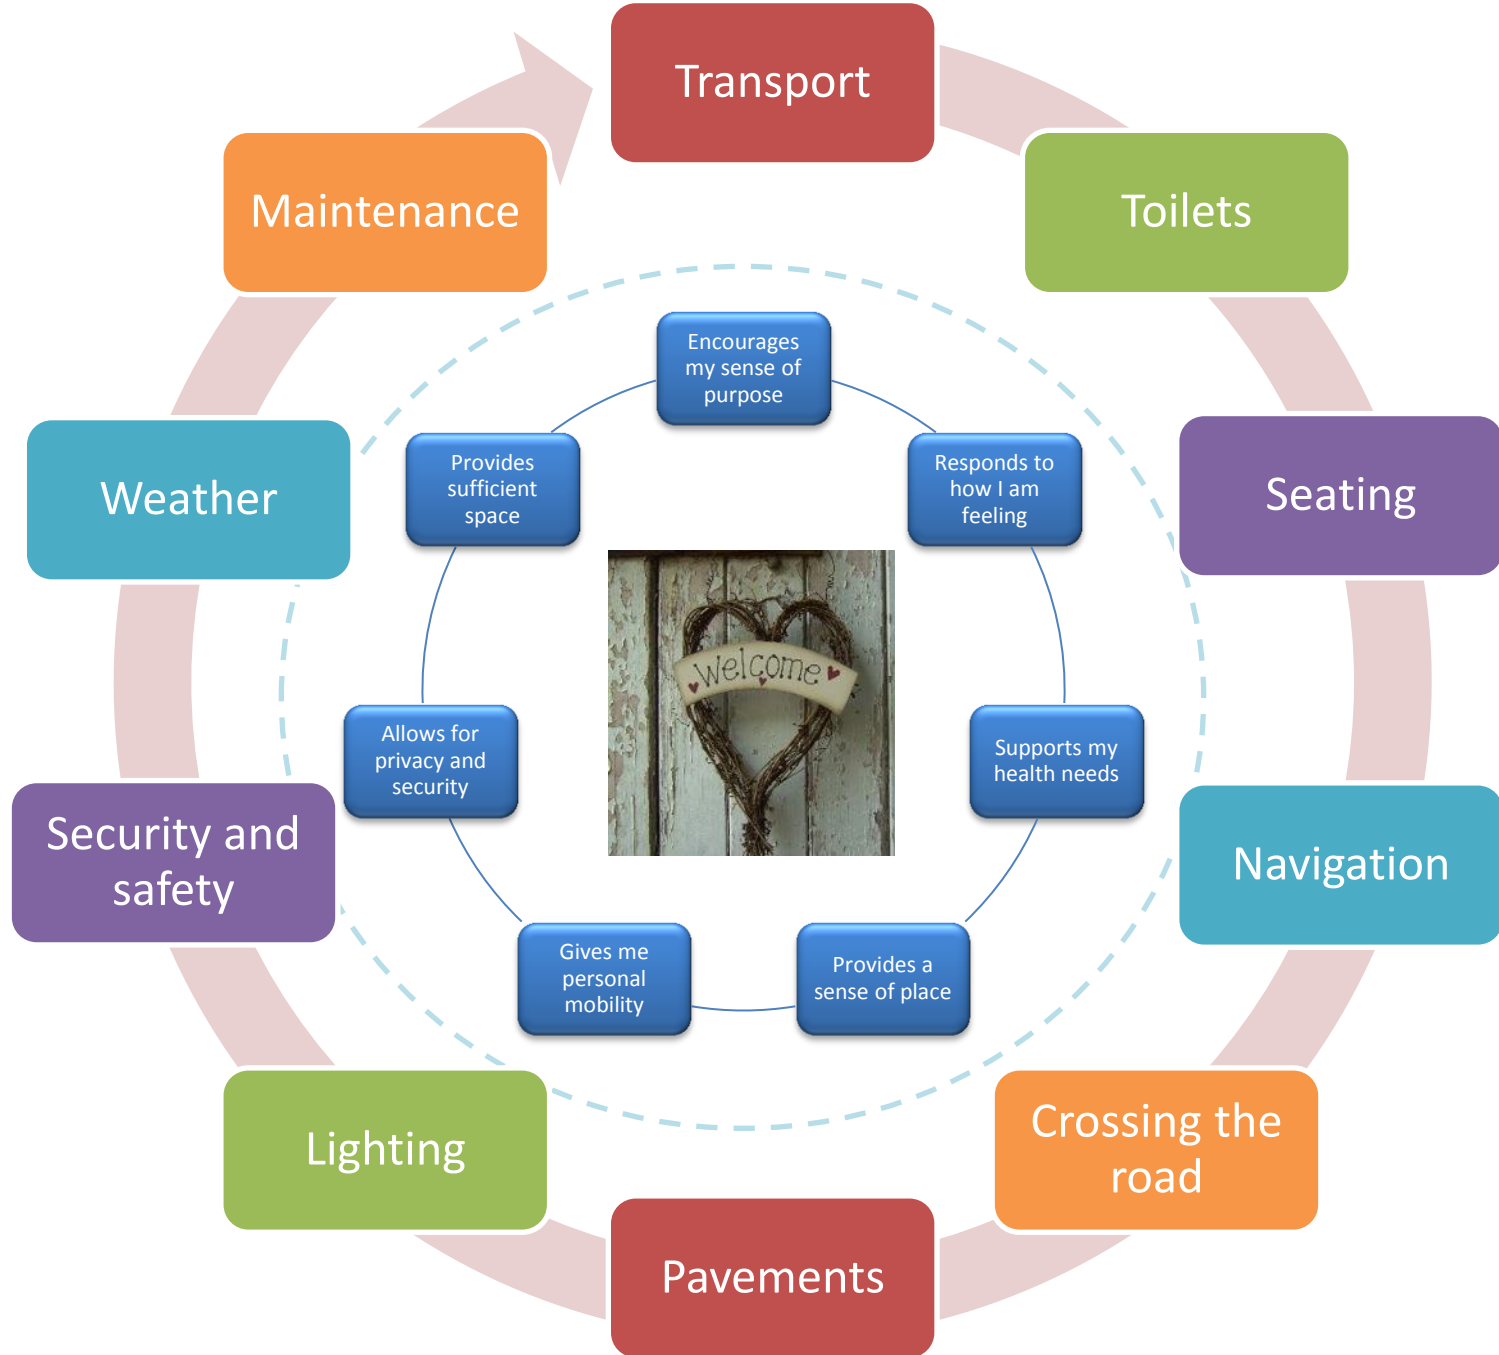 Transport
Toilets
Seating
Navigation
Crossing the
road
Pavements
Lighting
Security and
safety
Weather
Maintenance
Encourages
my sense of
purpose
Responds to
how I am
feeling
Supports my
health needs
Provides a
sense of place
Gives me
personal
mobility
Allows for
privacy and
security
Provides
sufficient
space
Welcome